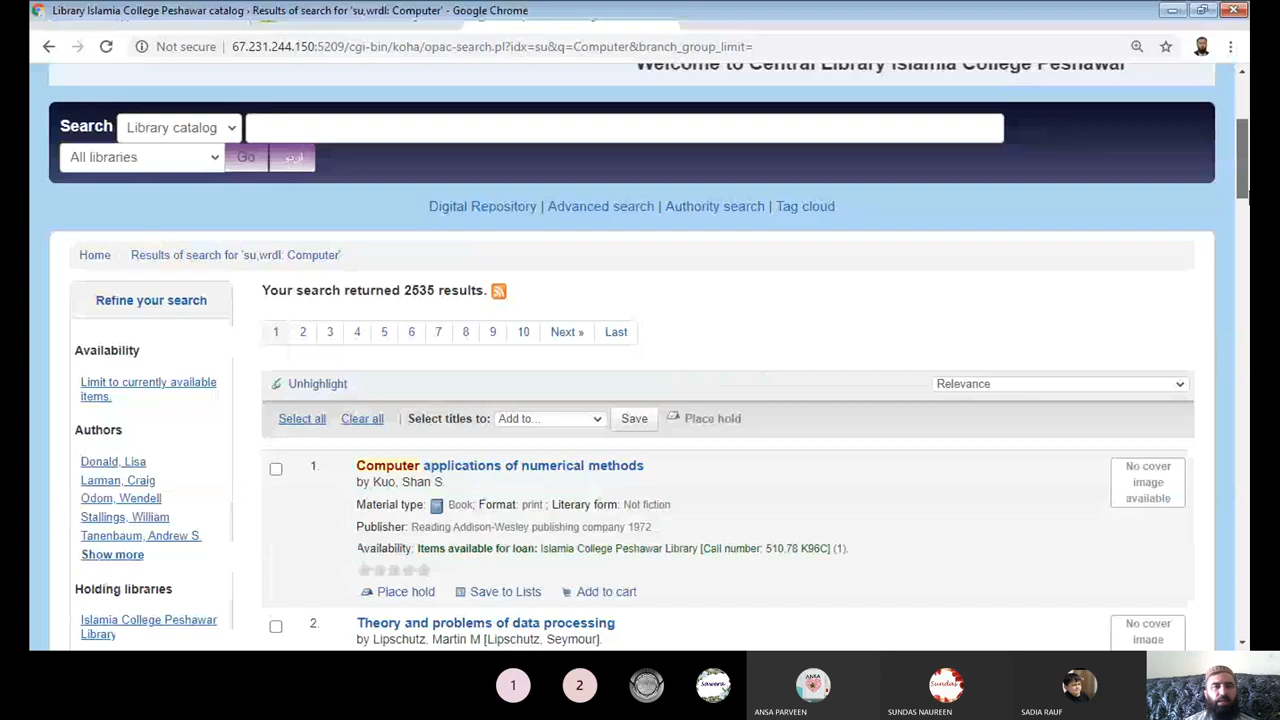 Library Islamia College Peshawar catalog › Results of search for 'su,wrdl: Computer' - Google Chrome
Not secure | 67.231.244.150:5209/cgi-bin/koha/opac-search.pl?idx=su&q=Computer&branch_group_limit=
Welcome to Central Library Islamia College Peshawar
Search Library catalog
All libraries Go اردو
Digital Repository | Advanced search | Authority search | Tag cloud
Home Results of search for 'su,wrdl: Computer'
Refine your search
Availability
Limit to currently available
items.
Authors
Donald, Lisa
Larman, Craig
Odom, Wendell
Stallings, William
Tanenbaum, Andrew S.
Show more
Holding libraries
Islamia College Peshawar
Library
Your search returned 2535 results.
1 2 3 4 5 6 7 8 9 10 Next » Last
Unhighlight Relevance
Select all Clear all | Select titles to: Add to... Save Place hold
1. Computer applications of numerical methods
by Kuo, Shan S.
Material type: Book; Format: print ; Literary form: Not fiction
Publisher: Reading Addison-Wesley publishing company 1972
Availability: Items available for loan: Islamia College Peshawar Library [Call number: 510.78 K96C] (1).
Place hold Save to Lists Add to cart
No cover
image
available
2. Theory and problems of data processing
by Lipschutz, Martin M [Lipschutz, Seymour].
No cover
image
1 2 Sawera
ANSA
ANSA PARVEEN
Sundas
SUNDAS NAUREEN
SADIA RAUF